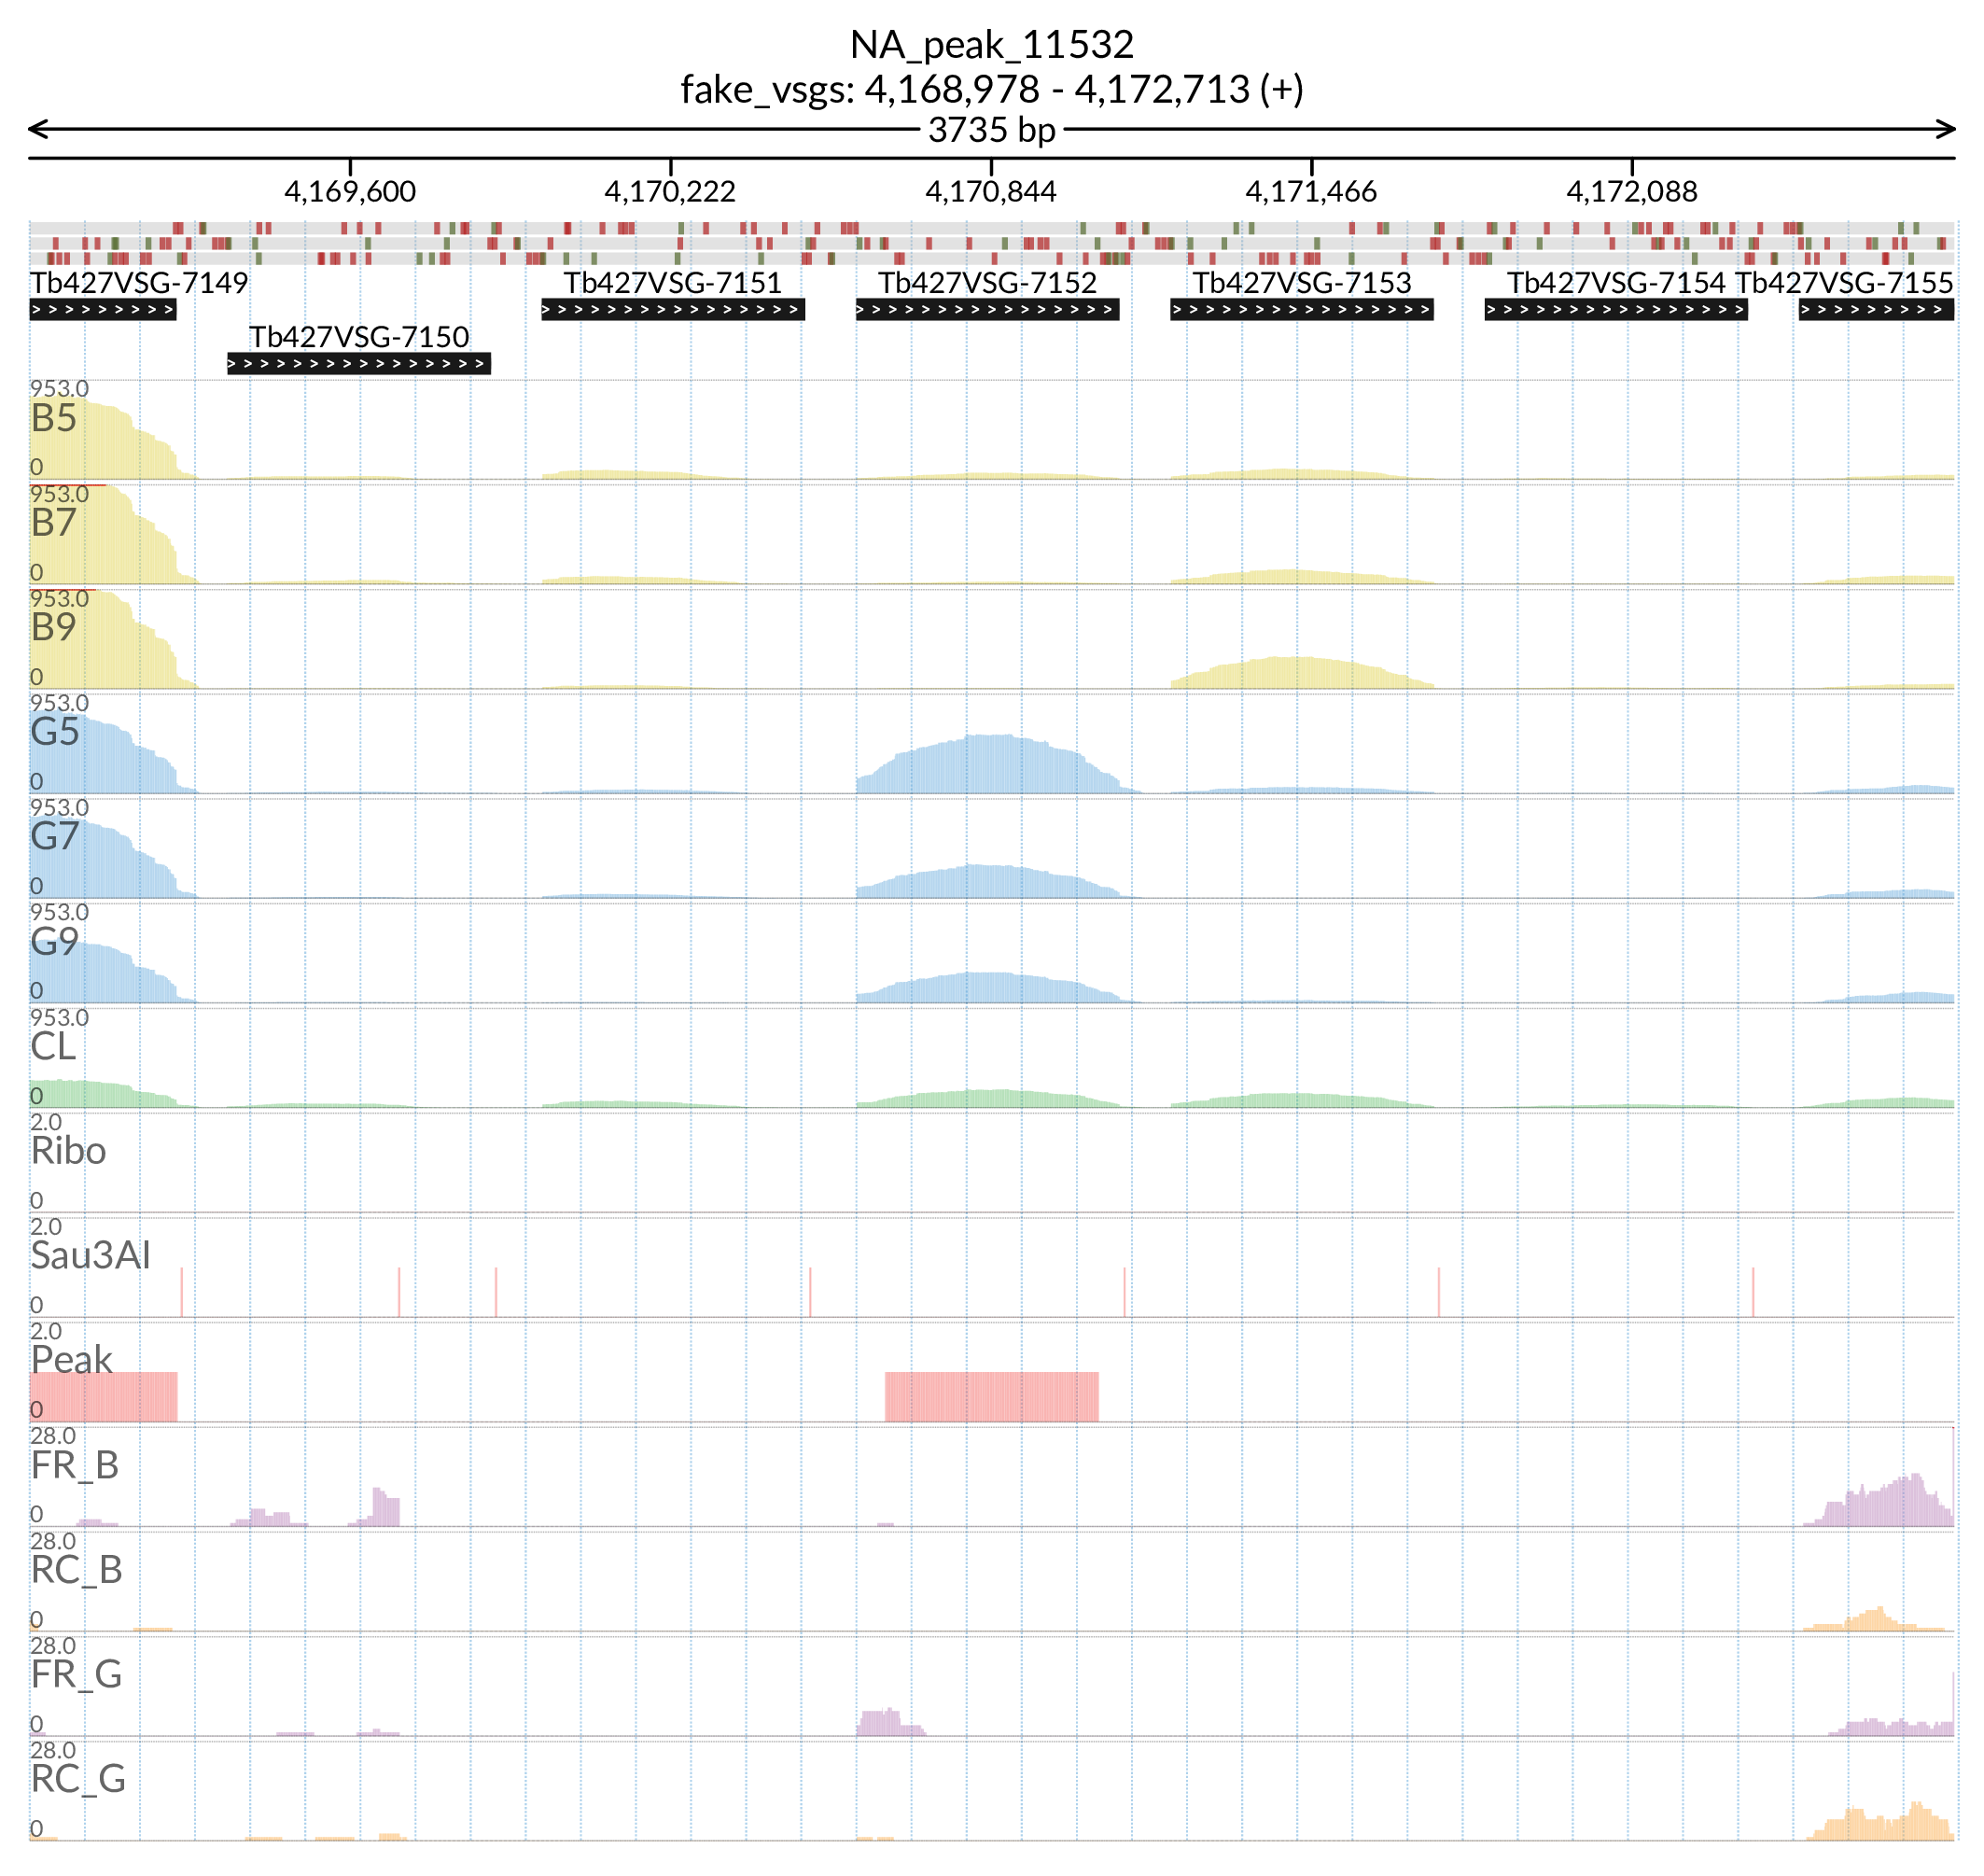 NA_peak_11532
fake_vsgs: 4,168,978 - 4,172,713 (+)
3735 bp
4,169,600 4,170,222 4,170,844 4,171,466 4,172,088
Tb427VSG-7149 Tb427VSG-7151 Tb427VSG-7152 Tb427VSG-7153 Tb427VSG-7154 Tb427VSG-7155
Tb427VSG-7150
953.0
B5
0
953.0
B7
0
953.0
B9
0
953.0
G5
0
953.0
G7
0
953.0
G9
0
953.0
CL
0
2.0
Ribo
0
2.0
Sau3AI
0
2.0
Peak
0
28.0
FR_B
0
28.0
RC_B
0
28.0
FR_G
0
28.0
RC_G
0